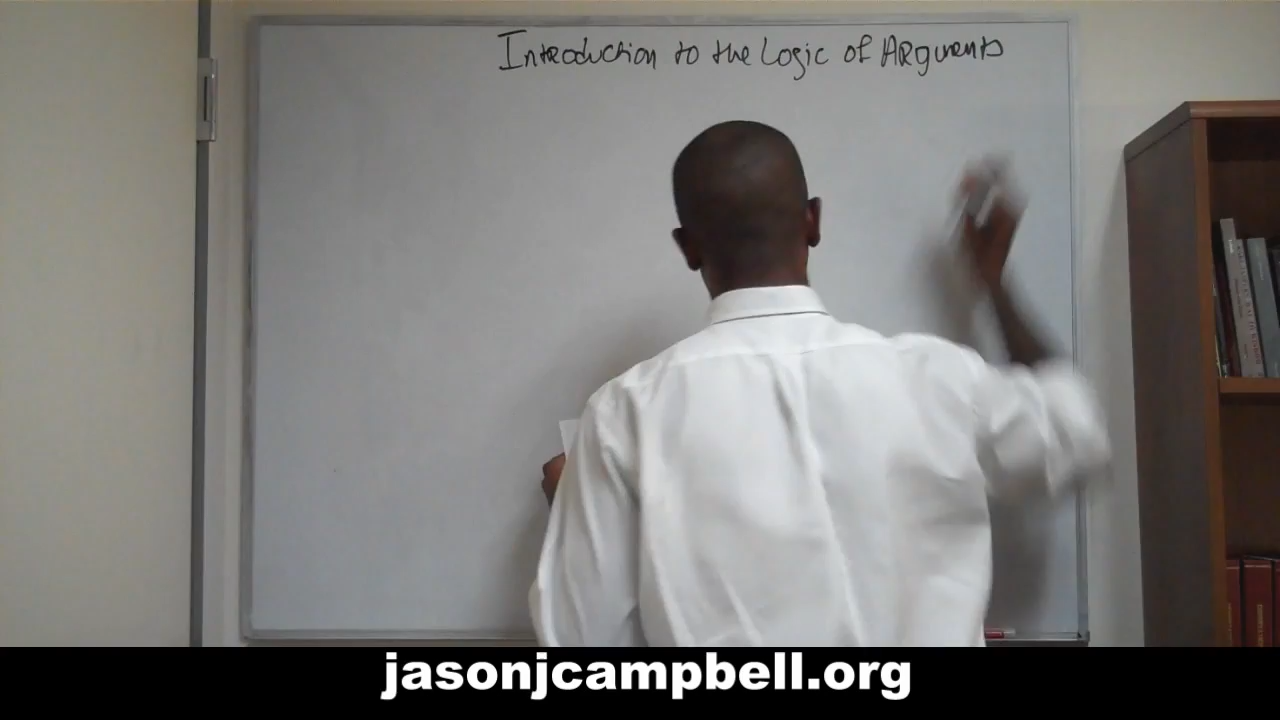 Introduction to the Logic of Arguments
jasonjcampbell.org